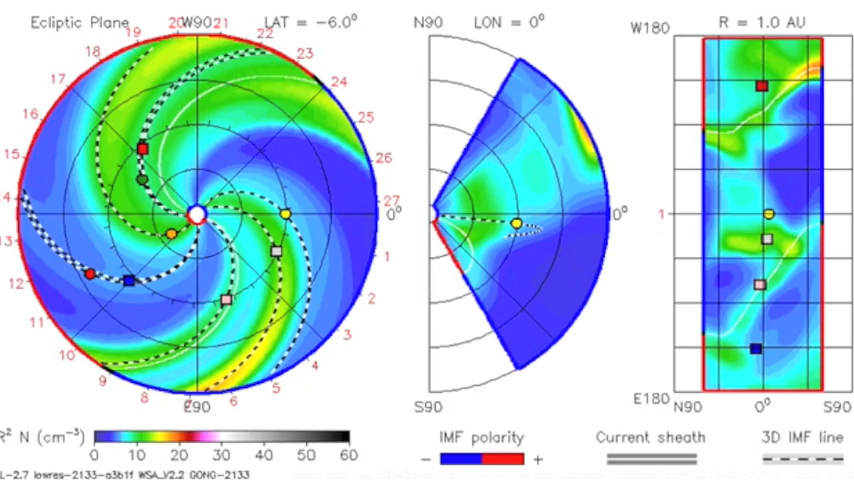 Ecliptic Plane W90 LAT = −6.0°
N90 LON = 0°
W180 R = 1.0 AU
19 20 21 22
18 23
17 24
16 25
15 26
14 27 0°
13 1
12 2
11 3
10 4
9 5
8 6
E90
0°
S90
1
E180 N90 0° S90
R² N (cm⁻³)
0 10 20 30 40 50 60
IMF polarity
− +
Current sheath
3D IMF line
L-2.7 lowres-2133-a3b1f WSA_V2.2 GONG-2133